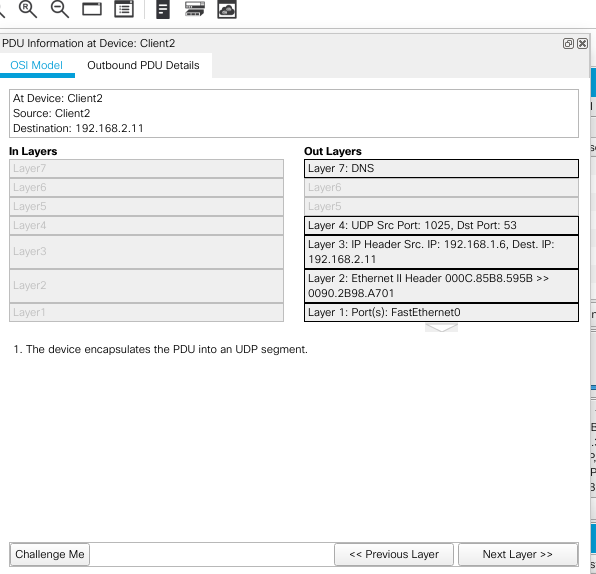 PDU Information at Device: Client2
OSI Model
Outbound PDU Details
At Device: Client2
Source: Client2
Destination: 192.168.2.11
In Layers
Out Layers
Layer7
Layer 7: DNS
Layer6
Layer6
Layer5
Layer5
Layer4
Layer 4: UDP Src Port: 1025, Dst Port: 53
Layer3
Layer 3: IP Header Src. IP: 192.168.1.6, Dest. IP:
192.168.2.11
Layer2
Layer 2: Ethernet II Header 000C.85B8.595B >>
0090.2B98.A701
Layer1
Layer 1: Port(s): FastEthernet0
1. The device encapsulates the PDU into an UDP segment.
Challenge Me
<< Previous Layer
Next Layer >>